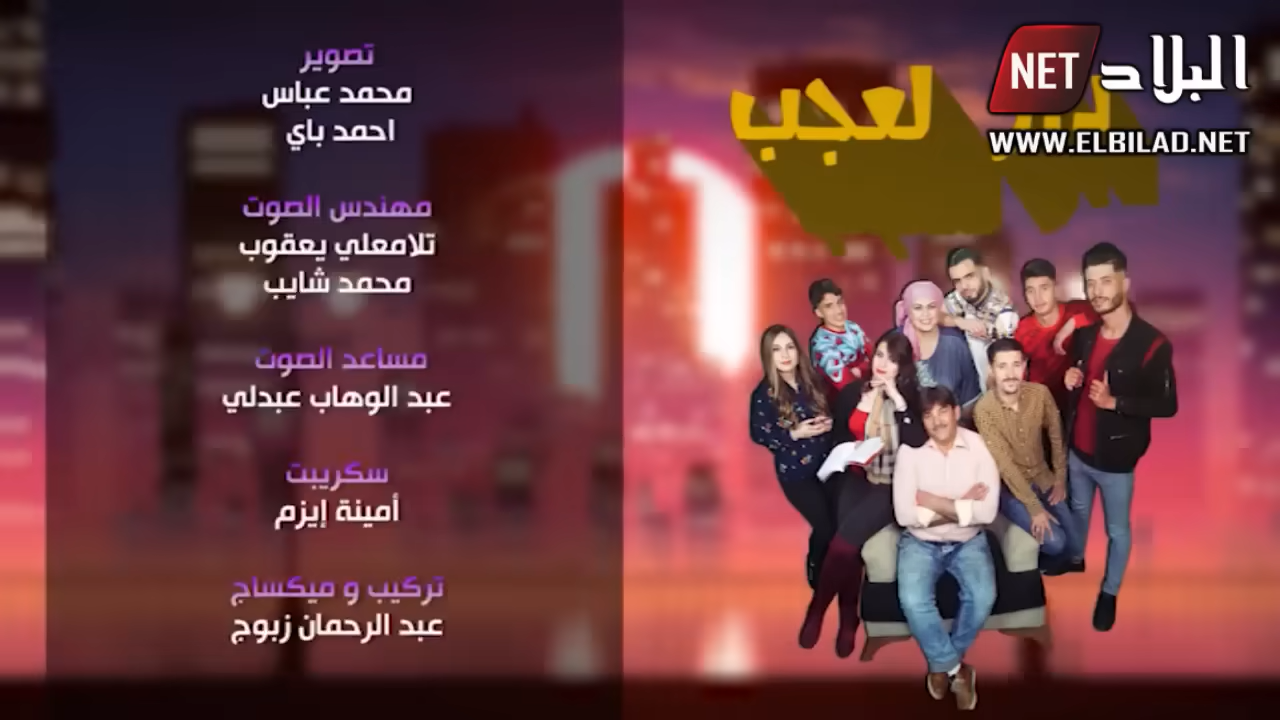 تصوير
محمد عباس
احمد باي
مهندس الصوت
تلامعلي يعقوب
محمد شايب
مساعد الصوت
عبد الوهاب عبدلي
سكريبت
أمينة إيزم
تركيب و ميكساج
عبد الرحمان زبوج
لعجب
البلاد NET
WWW.ELBILAD.NET